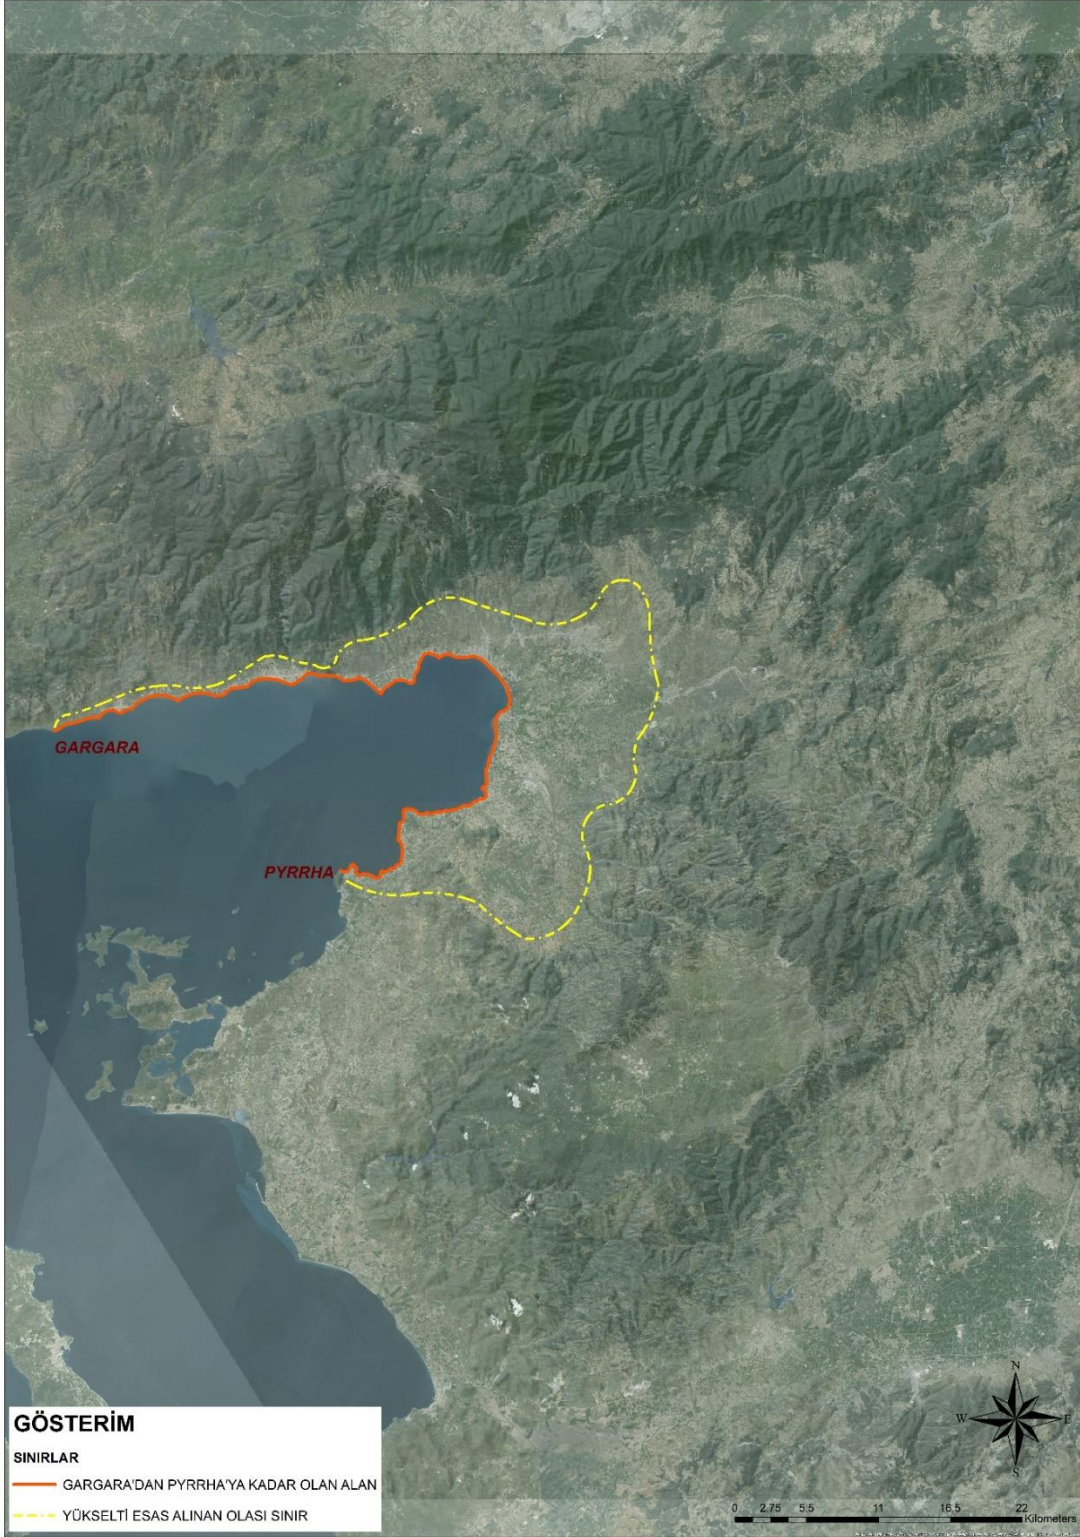 GARGARA
PYRRHA
GÖSTERİM
SINIRLAR
GARGARA'DAN PYRRHA'YA KADAR OLAN ALAN
YÜKSELTİ ESAS ALINAN OLASI SINIR
N
W E
S
0 2.75 5.5 11 16.5 22
Kilometers